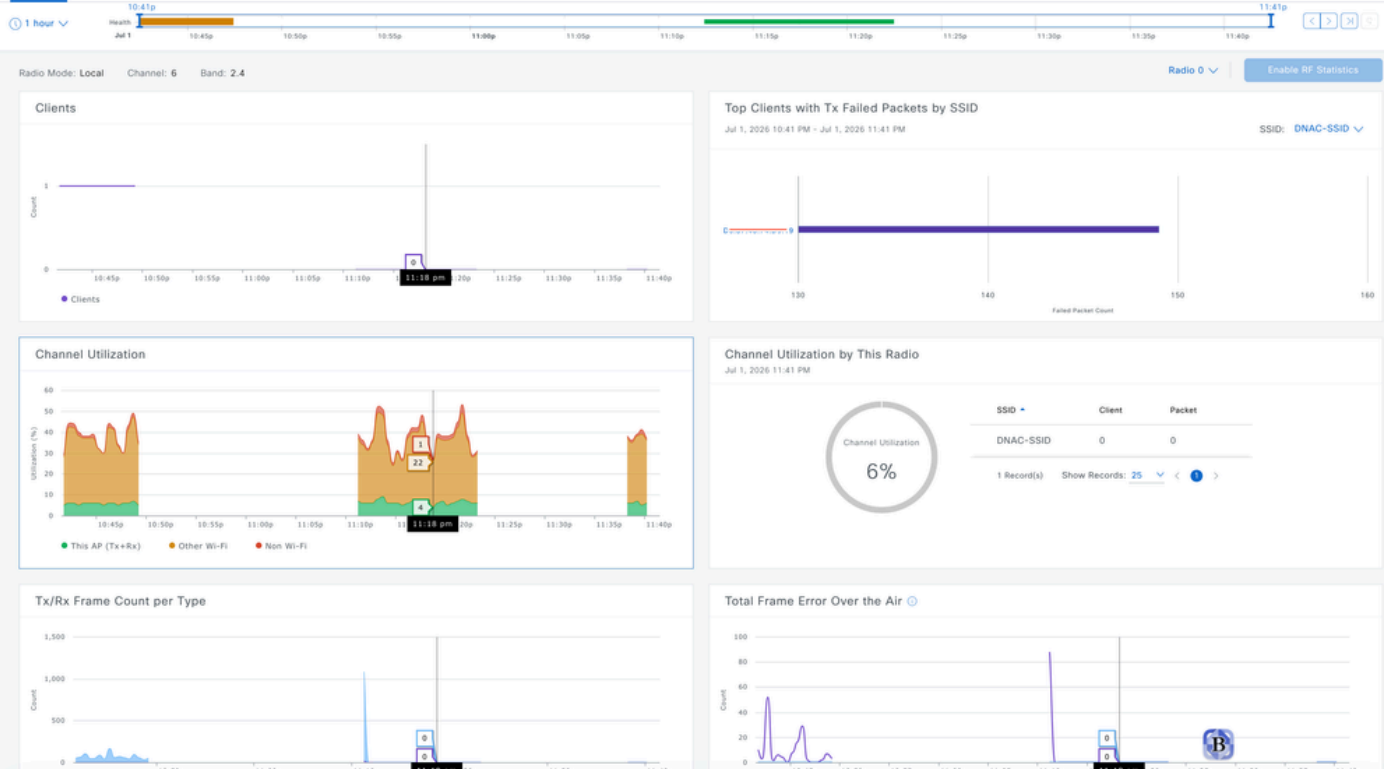 10:41p
11:41p
1 hour
Health
Jul 1
10:45p 10:50p 10:55p 11:00p 11:05p 11:10p 11:15p 11:20p 11:25p 11:30p 11:35p 11:40p
Radio Mode: Local Channel: 6 Band: 2.4
Radio 0
Enable RF Statistics
Clients
1
Count
0
0
10:45p 10:50p 10:55p 11:00p 11:05p 11:10p 11:18 pm :20p 11:25p 11:30p 11:35p 11:40p
Clients
Top Clients with Tx Failed Packets by SSID
Jul 1, 2026 10:41 PM - Jul 1, 2026 11:41 PM
SSID: DNAC-SSID
130 140 150 160
Failed Packet Count
Channel Utilization
60
50
40
30
20
10
0
Utilization (%)
1
22
4
10:45p 10:50p 10:55p 11:00p 11:05p 11:10p 11:18 pm 20p 11:25p 11:30p 11:35p 11:40p
This AP (Tx+Rx) Other Wi-Fi Non Wi-Fi
Channel Utilization by This Radio
Jul 1, 2026 11:41 PM
Channel Utilization
6%
SSID Client Packet
DNAC-SSID 0 0
1 Record(s) Show Records: 25 1
Tx/Rx Frame Count per Type
1,500
1,000
500
0
Count
0
0
Total Frame Error Over the Air
100
80
60
40
20
0
Count
0
0
B